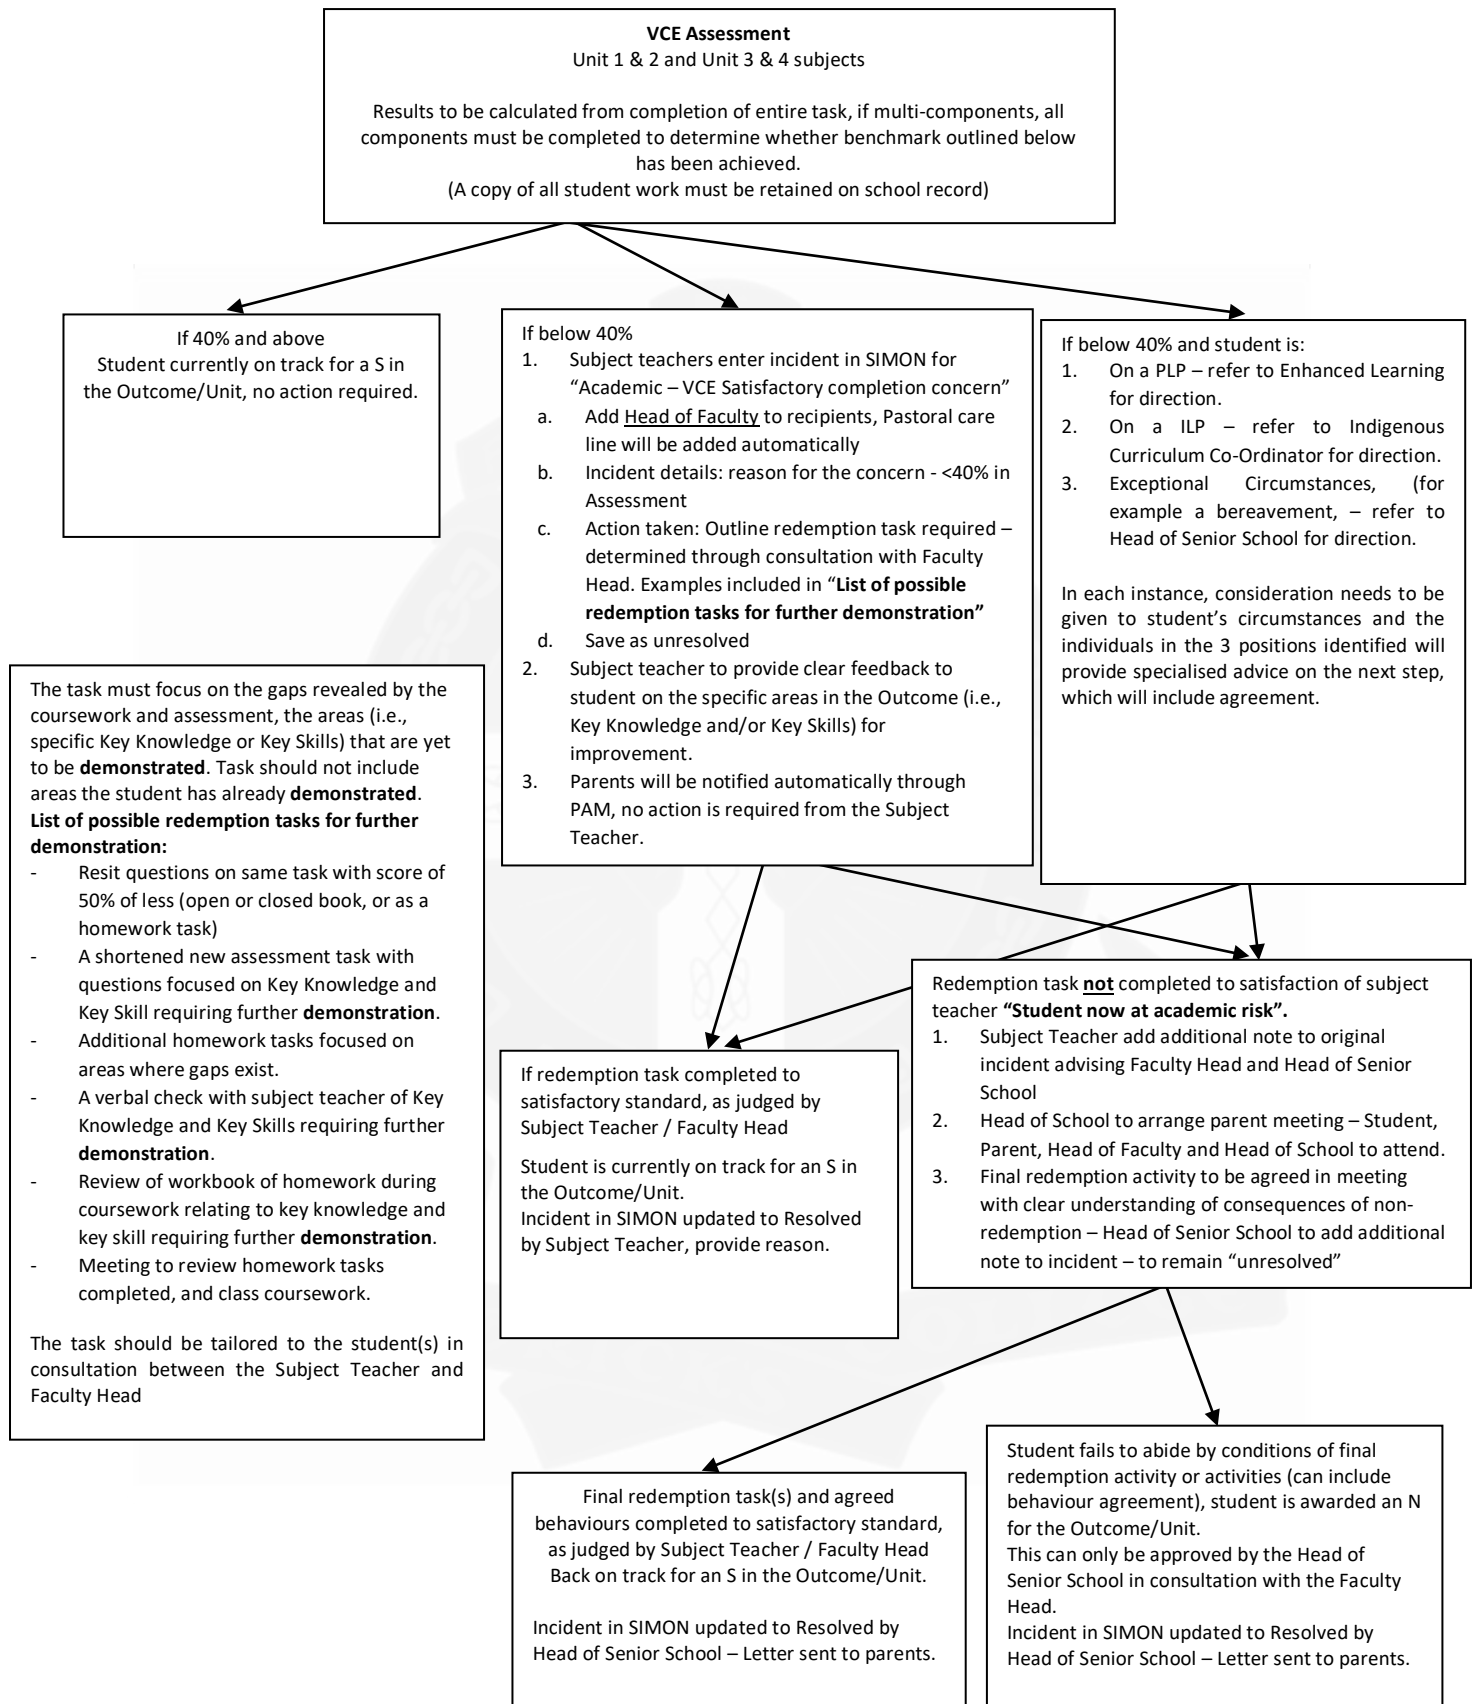 VCE Assessment
Unit 1 & 2 and Unit 3 & 4 subjects
Results to be calculated from completion of entire task, if multi-components, all
components must be completed to determine whether benchmark outlined below
has been achieved.
(A copy of all student work must be retained on school record)
If 40% and above
Student currently on track for a S in
the Outcome/Unit, no action required.
If below 40%
1. Subject teachers enter incident in SIMON for
“Academic – VCE Satisfactory completion concern”
a. Add Head of Faculty to recipients, Pastoral care
line will be added automatically
b. Incident details: reason for the concern - <40% in
Assessment
c. Action taken: Outline redemption task required –
determined through consultation with Faculty
Head. Examples included in “List of possible
redemption tasks for further demonstration”
d. Save as unresolved
2. Subject teacher to provide clear feedback to
student on the specific areas in the Outcome (i.e.,
Key Knowledge and/or Key Skills) for
improvement.
3. Parents will be notified automatically through
PAM, no action is required from the Subject
Teacher.
If below 40% and student is:
1. On a PLP – refer to Enhanced Learning
for direction.
2. On a ILP – refer to Indigenous
Curriculum Co-Ordinator for direction.
3. Exceptional Circumstances, (for
example a bereavement, – refer to
Head of Senior School for direction.
In each instance, consideration needs to be
given to student’s circumstances and the
individuals in the 3 positions identified will
provide specialised advice on the next step,
which will include agreement.
The task must focus on the gaps revealed by the
coursework and assessment, the areas (i.e.,
specific Key Knowledge or Key Skills) that are yet
to be demonstrated. Task should not include
areas the student has already demonstrated.
List of possible redemption tasks for further
demonstration:
- Resit questions on same task with score of
50% of less (open or closed book, or as a
homework task)
- A shortened new assessment task with
questions focused on Key Knowledge and
Key Skill requiring further demonstration.
- Additional homework tasks focused on
areas where gaps exist.
- A verbal check with subject teacher of Key
Knowledge and Key Skills requiring further
demonstration.
- Review of workbook of homework during
coursework relating to key knowledge and
key skill requiring further demonstration.
- Meeting to review homework tasks
completed, and class coursework.
The task should be tailored to the student(s) in
consultation between the Subject Teacher and
Faculty Head
If redemption task completed to
satisfactory standard, as judged by
Subject Teacher / Faculty Head
Student is currently on track for an S in
the Outcome/Unit.
Incident in SIMON updated to Resolved
by Subject Teacher, provide reason.
Redemption task not completed to satisfaction of subject
teacher “Student now at academic risk”.
1. Subject Teacher add additional note to original
incident advising Faculty Head and Head of Senior
School
2. Head of School to arrange parent meeting – Student,
Parent, Head of Faculty and Head of School to attend.
3. Final redemption activity to be agreed in meeting
with clear understanding of consequences of non-
redemption – Head of Senior School to add additional
note to incident – to remain “unresolved”
Final redemption task(s) and agreed
behaviours completed to satisfactory standard,
as judged by Subject Teacher / Faculty Head
Back on track for an S in the Outcome/Unit.
Incident in SIMON updated to Resolved by
Head of Senior School – Letter sent to parents.
Student fails to abide by conditions of final
redemption activity or activities (can include
behaviour agreement), student is awarded an N
for the Outcome/Unit.
This can only be approved by the Head of
Senior School in consultation with the Faculty
Head.
Incident in SIMON updated to Resolved by
Head of Senior School – Letter sent to parents.